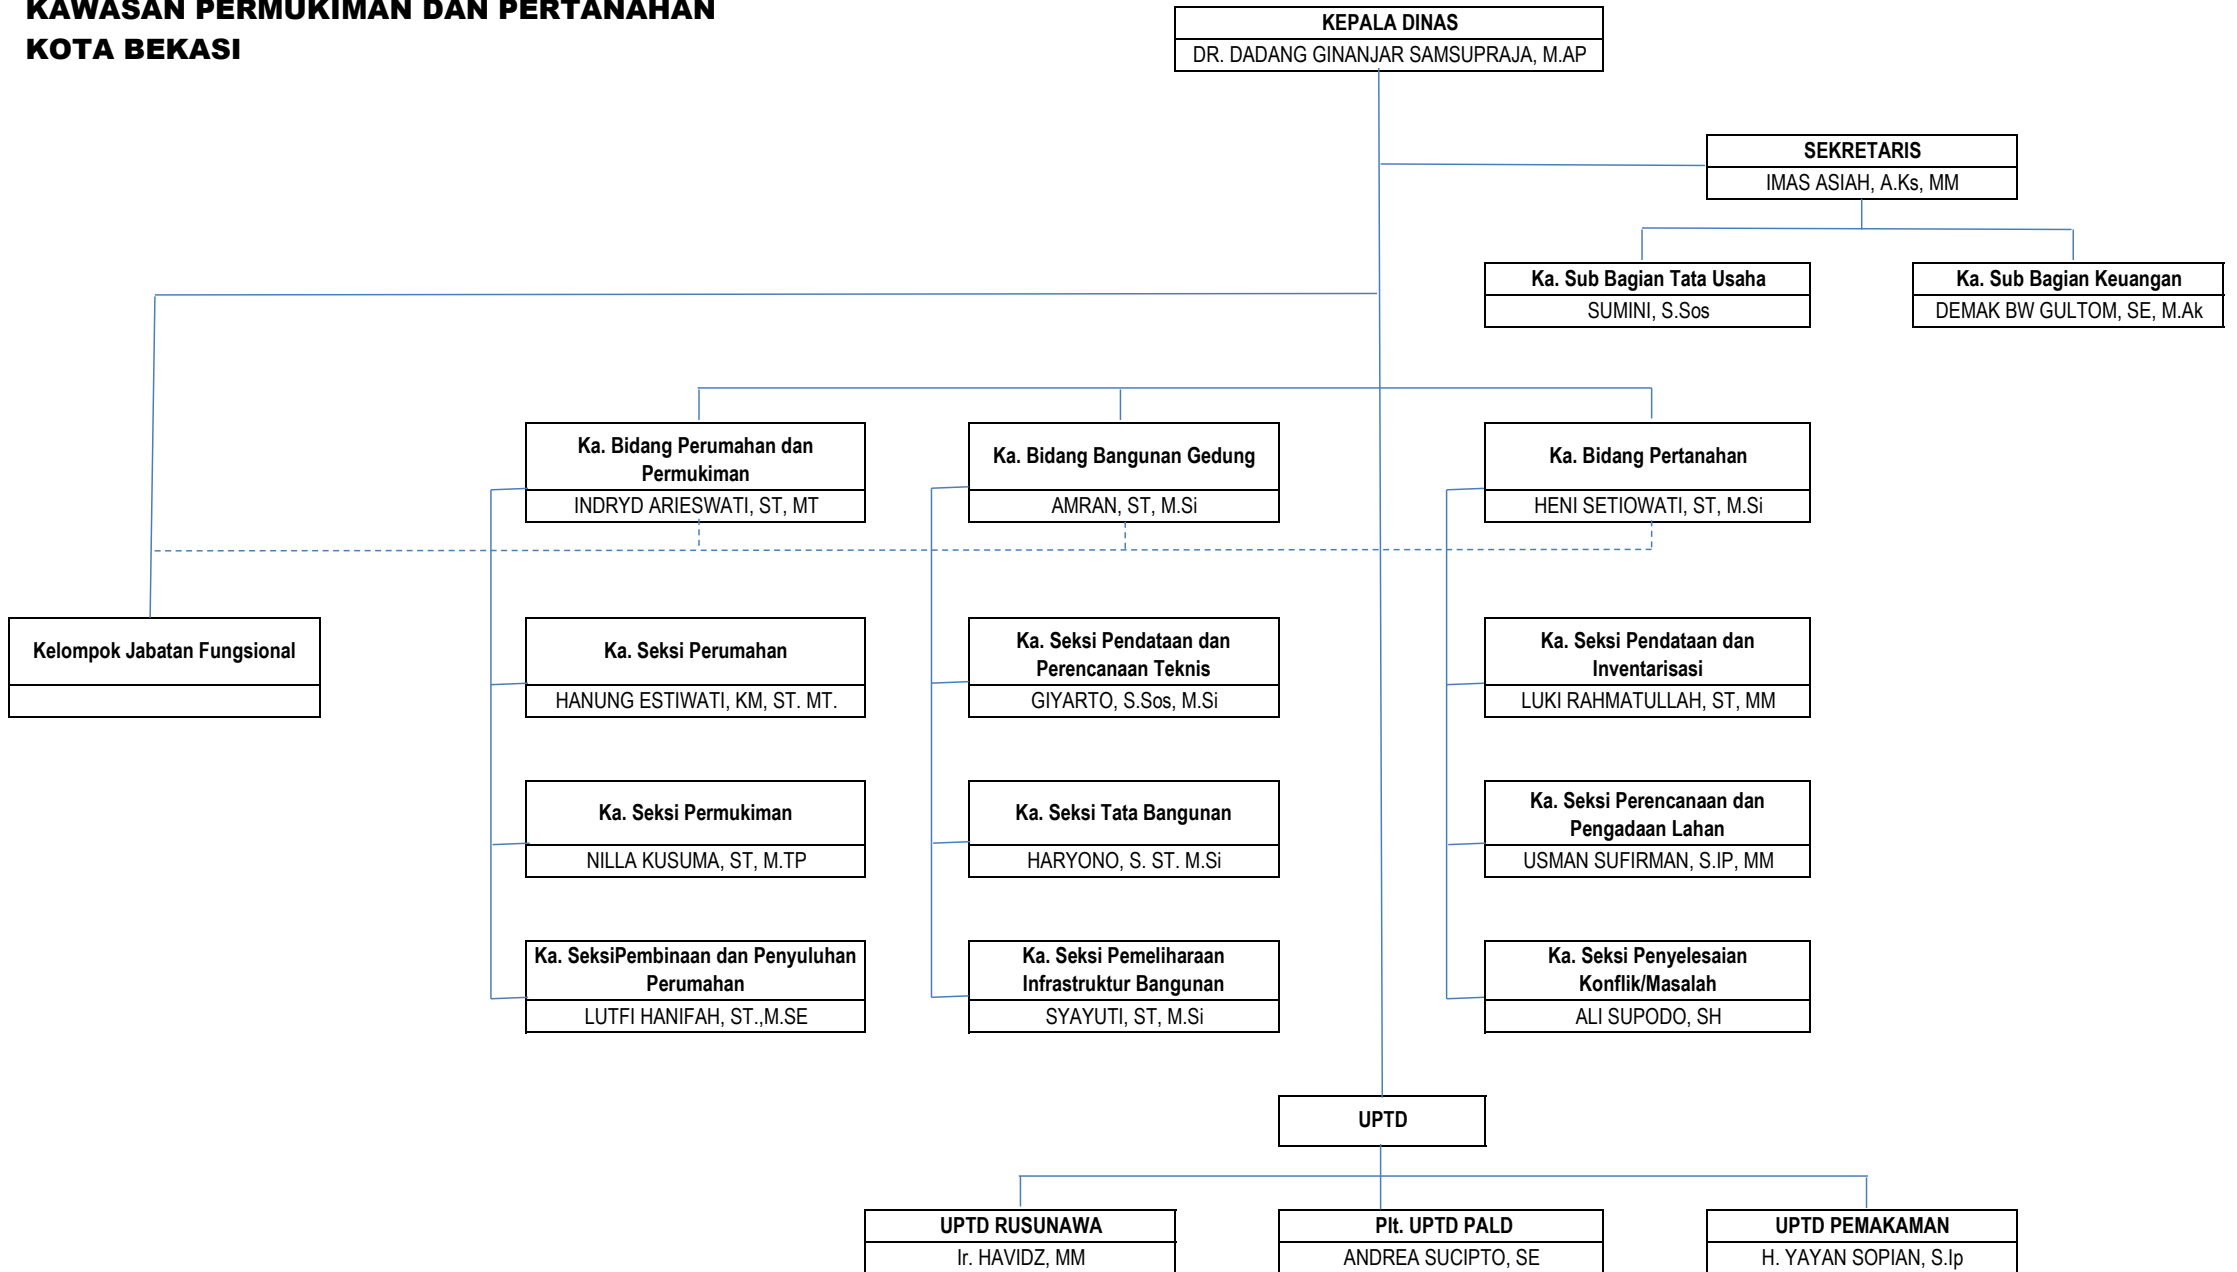 KAWASAN PERMUKIMAN DAN PERTANAHAN
KOTA BEKASI
KEPALA DINAS
DR. DADANG GINANJAR SAMSUPRAJA, M.AP
SEKRETARIS
IMAS ASIAH, A.Ks, MM
Ka. Sub Bagian Tata Usaha
SUMINI, S.Sos
Ka. Sub Bagian Keuangan
DEMAK BW GULTOM, SE, M.Ak
Ka. Bidang Perumahan dan
Permukiman
INDRYD ARIESWATI, ST, MT
Ka. Bidang Bangunan Gedung
AMRAN, ST, M.Si
Ka. Bidang Pertanahan
HENI SETIOWATI, ST, M.Si
Kelompok Jabatan Fungsional
Ka. Seksi Perumahan
HANUNG ESTIWATI, KM, ST. MT.
Ka. Seksi Pendataan dan
Perencanaan Teknis
GIYARTO, S.Sos, M.Si
Ka. Seksi Pendataan dan
Inventarisasi
LUKI RAHMATULLAH, ST, MM
Ka. Seksi Permukiman
NILLA KUSUMA, ST, M.TP
Ka. Seksi Tata Bangunan
HARYONO, S. ST. M.Si
Ka. Seksi Perencanaan dan
Pengadaan Lahan
USMAN SUFIRMAN, S.IP, MM
Ka. SeksiPembinaan dan Penyuluhan
Perumahan
LUTFI HANIFAH, ST.,M.SE
Ka. Seksi Pemeliharaan
Infrastruktur Bangunan
SYAYUTI, ST, M.Si
Ka. Seksi Penyelesaian
Konflik/Masalah
ALI SUPODO, SH
UPTD
UPTD RUSUNAWA
Ir. HAVIDZ, MM
Plt. UPTD PALD
ANDREA SUCIPTO, SE
UPTD PEMAKAMAN
H. YAYAN SOPIAN, S.Ip